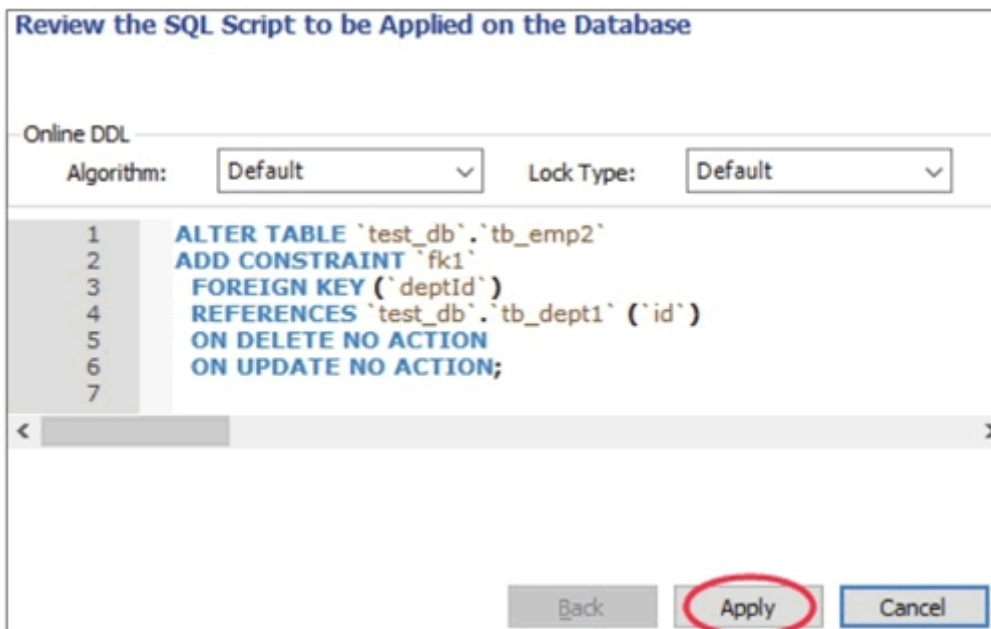 Review the SQL Script to be Applied on the Database
Online DDL
Algorithm: Default Lock Type: Default
1 ALTER TABLE `test_db`.`tb_emp2`
2 ADD CONSTRAINT `fk1`
3 FOREIGN KEY (`deptId`)
4 REFERENCES `test_db`.`tb_dept1` (`id`)
5 ON DELETE NO ACTION
6 ON UPDATE NO ACTION;
7
Back Apply Cancel